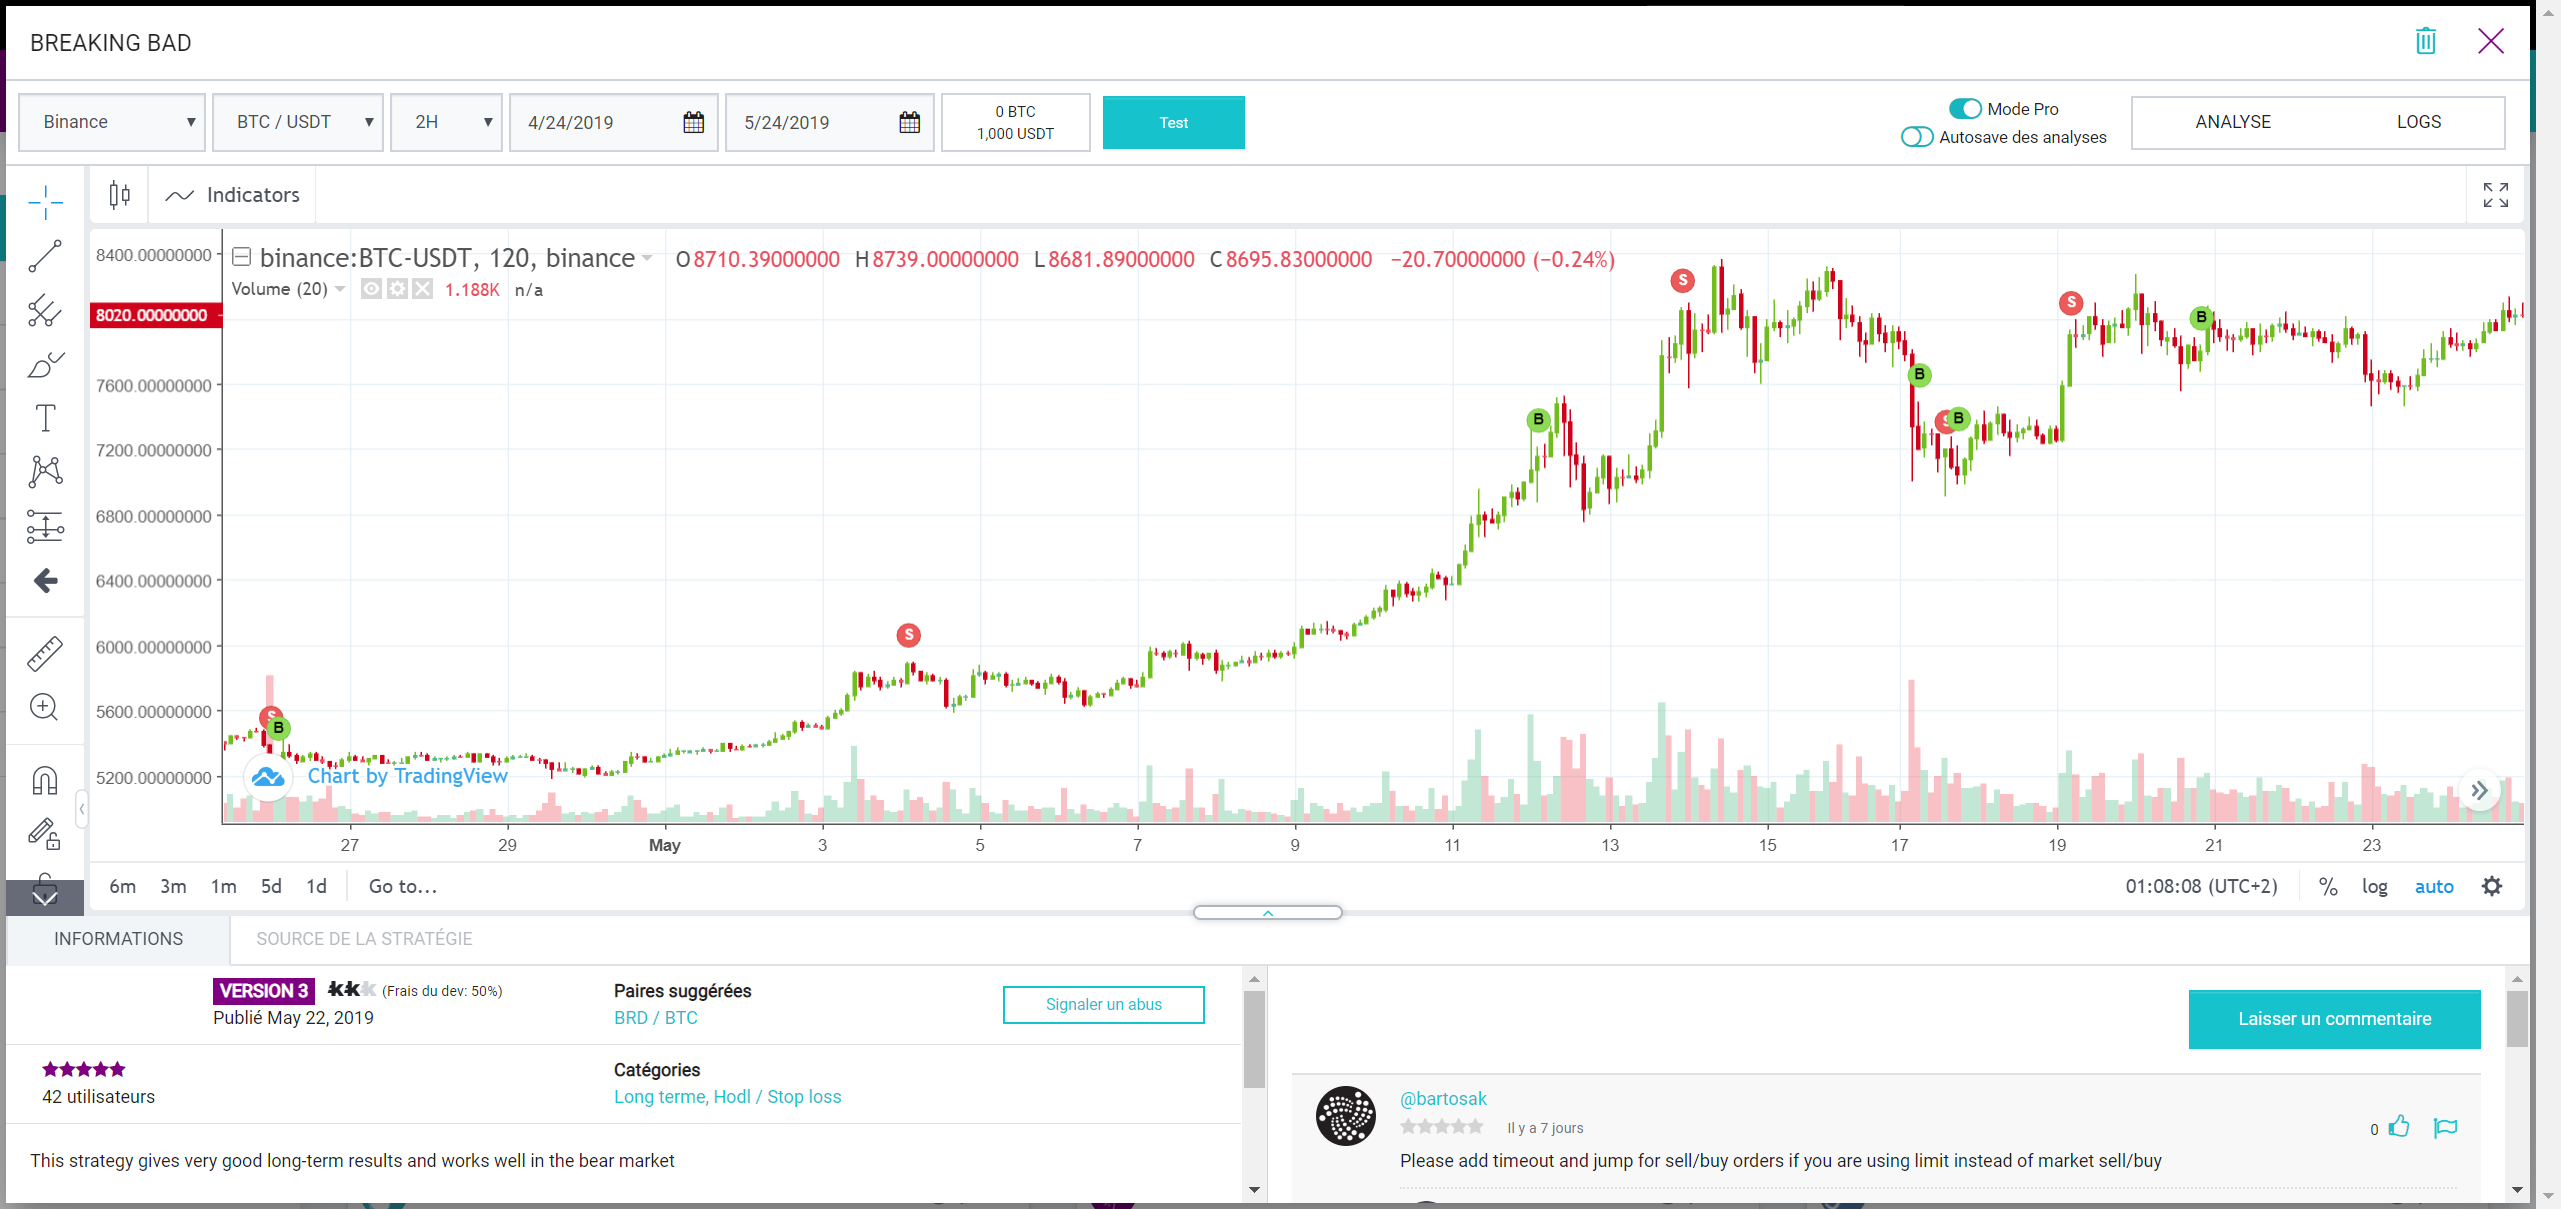 BREAKING BAD
Binance
BTC / USDT
2H
4/24/2019
5/24/2019
0 BTC
1,000 USDT
Test
Mode Pro
Autosave des analyses
ANALYSE
LOGS
Indicators
binance:BTC-USDT, 120, binance
O8710.39000000 H8739.00000000 L8681.89000000 C8695.83000000 −20.70000000 (−0.24%)
Volume (20)
1.188K n/a
8400.00000000
8020.00000000
7600.00000000
7200.00000000
6800.00000000
6400.00000000
6000.00000000
5600.00000000
5200.00000000
S
B
S
B
S
B
S
B
S
B
Chart by TradingView
27 29 May 3 5 7 9 11 13 15 17 19 21 23
6m 3m 1m 5d 1d Go to...
01:08:08 (UTC+2) % log auto
INFORMATIONS
SOURCE DE LA STRATÉGIE
VERSION 3
(Frais du dev: 50%)
Publié May 22, 2019
Paires suggérées
BRD / BTC
Signaler un abus
42 utilisateurs
Catégories
Long terme, Hodl / Stop loss
This strategy gives very good long-term results and works well in the bear market
Laisser un commentaire
@bartosak
Il y a 7 jours
0
Please add timeout and jump for sell/buy orders if you are using limit instead of market sell/buy